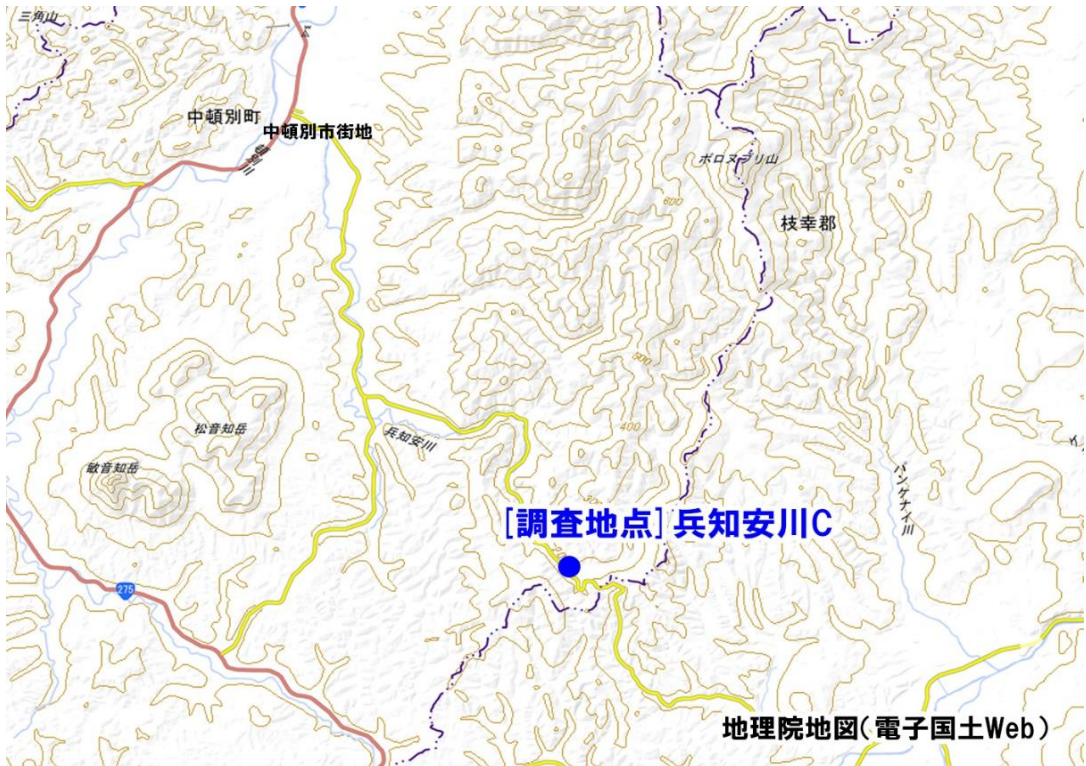 三角山
中頓別町
中頓別市街地
頓別川
ポロヌプリ山
600
枝幸郡
500
松音知岳
敏音知岳
兵知安川
400
パンケナイ川
[調査地点] 兵知安川C
275
地理院地図(電子国土Web)